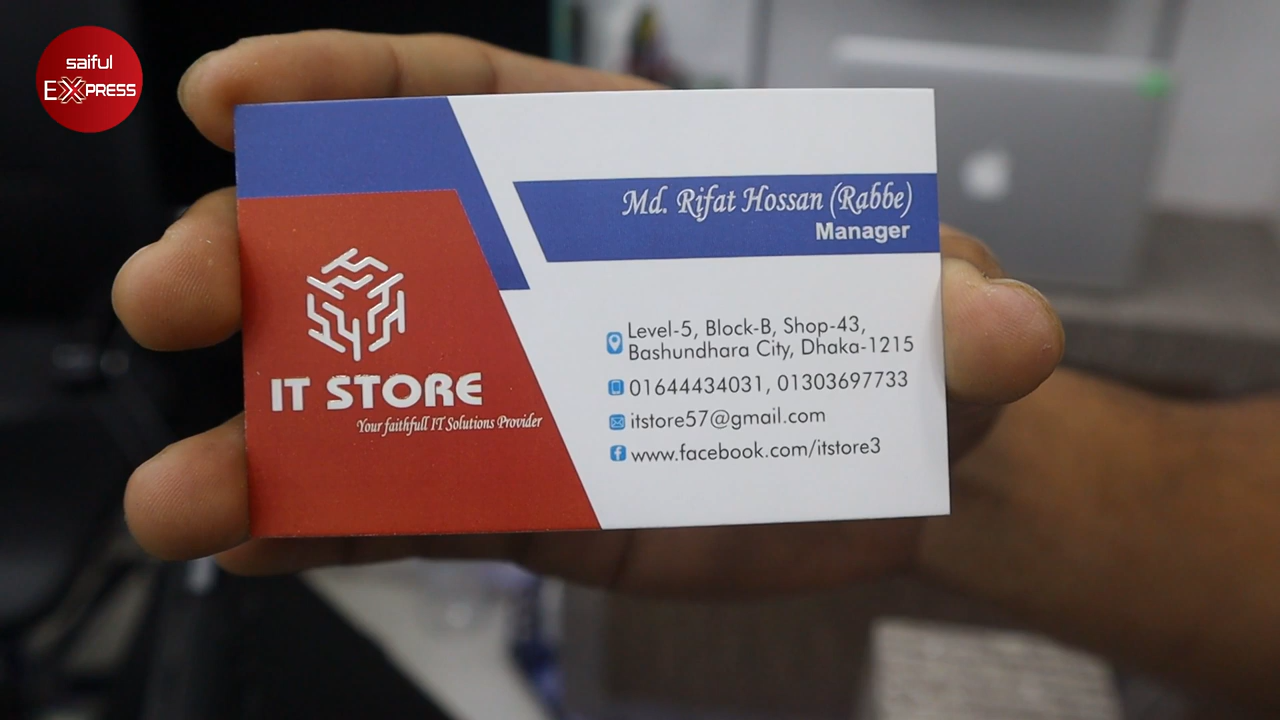 saiful
EXPRESS
Md. Rifat Hossan (Rabbe)
Manager
IT STORE
Your faithfull IT Solutions Provider
Level-5, Block-B, Shop-43,
Bashundhara City, Dhaka-1215
01644434031, 01303697733
itstore57@gmail.com
www.facebook.com/itstore3